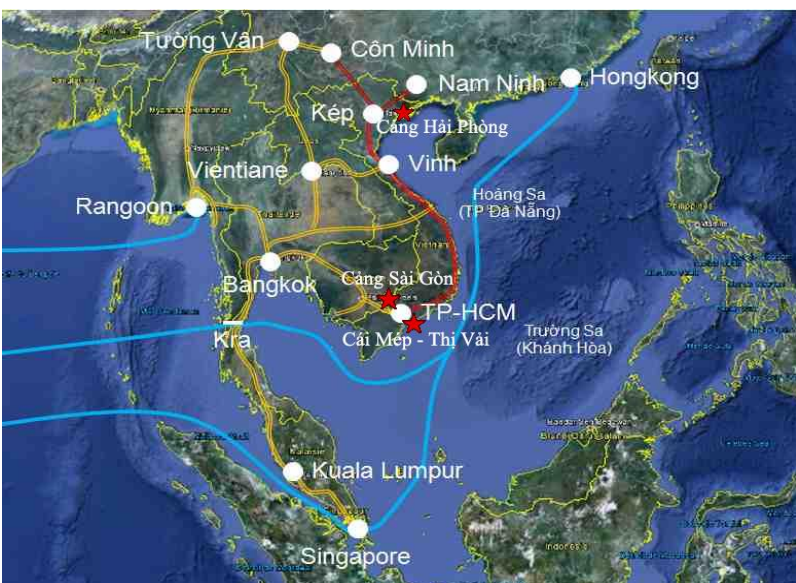 Tường Vân
Côn Minh
Nam Ninh
Hongkong
Kép
Cảng Hải Phòng
Vientiane
Vinh
Rangoon
Hoàng Sa
(TP Đà Nẵng)
Bangkok
Cảng Sài Gòn
TP-HCM
Kra
Cái Mép - Thị Vải
Trường Sa
(Khánh Hòa)
Kuala Lumpur
Singapore